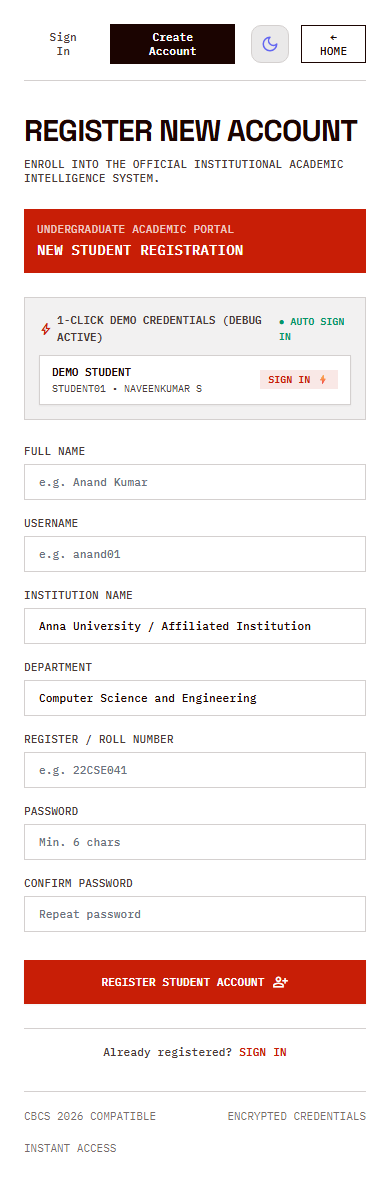 Sign
In
Create
Account
←
HOME
REGISTER NEW ACCOUNT
ENROLL INTO THE OFFICIAL INSTITUTIONAL ACADEMIC
INTELLIGENCE SYSTEM.
UNDERGRADUATE ACADEMIC PORTAL
NEW STUDENT REGISTRATION
1-CLICK DEMO CREDENTIALS (DEBUG
ACTIVE)
● AUTO SIGN
IN
DEMO STUDENT
STUDENT01 • NAVEENKUMAR S
SIGN IN
FULL NAME
e.g. Anand Kumar
USERNAME
e.g. anand01
INSTITUTION NAME
Anna University / Affiliated Institution
DEPARTMENT
Computer Science and Engineering
REGISTER / ROLL NUMBER
e.g. 22CSE041
PASSWORD
Min. 6 chars
CONFIRM PASSWORD
Repeat password
REGISTER STUDENT ACCOUNT
Already registered? SIGN IN
CBCS 2026 COMPATIBLE
ENCRYPTED CREDENTIALS
INSTANT ACCESS